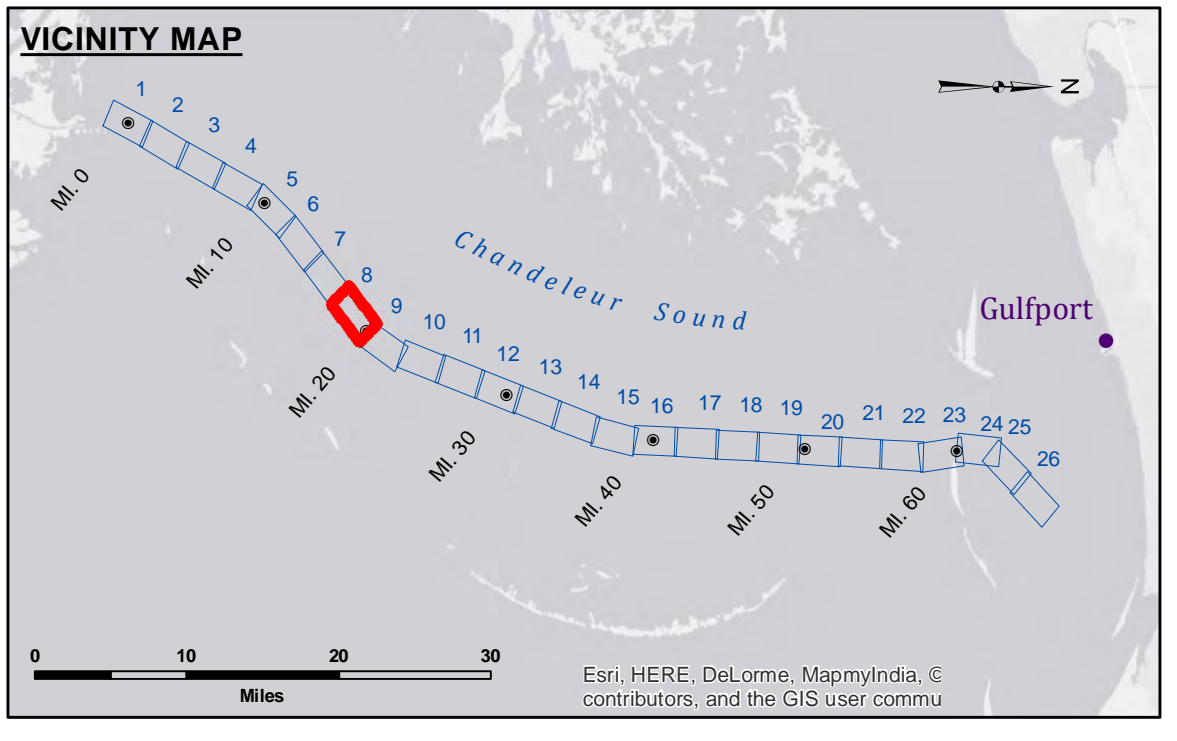 VICINITY MAP
N
1
2
3
4
5
6
7
8
9
10
11
12
13
14
15
16
17
18
19
20
21
22
23
24
25
26
MI. 0
MI. 10
MI. 20
MI. 30
MI. 40
MI. 50
MI. 60
Chandeleur Sound
Gulfport
0 10 20 30
Miles
Esri, HERE, DeLorme, MapmyIndia, ©
contributors, and the GIS user commu